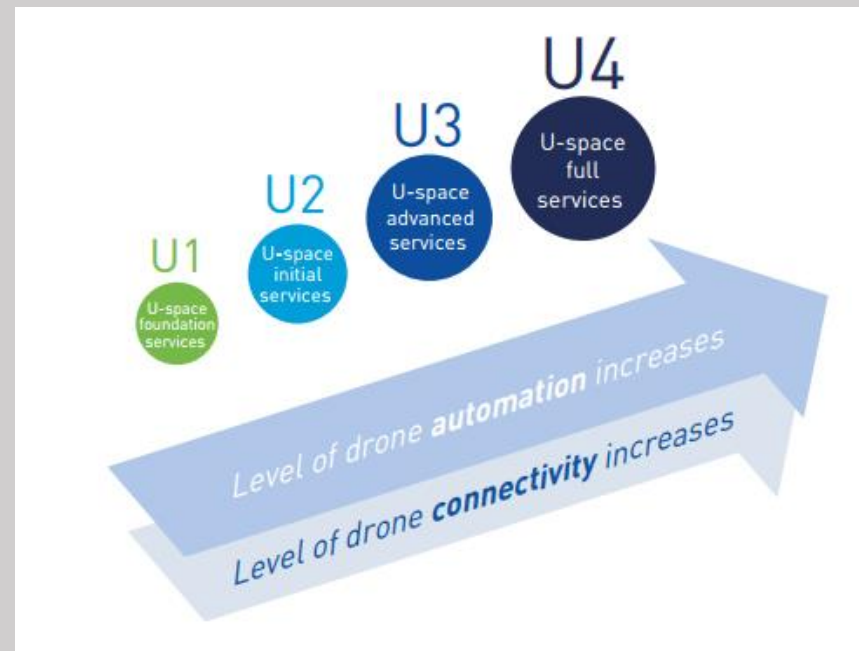 U4
U-space
full
services
U3
U-space
advanced
services
U2
U-space
initial
services
U1
U-space
foundation
services
Level of drone automation increases
Level of drone connectivity increases